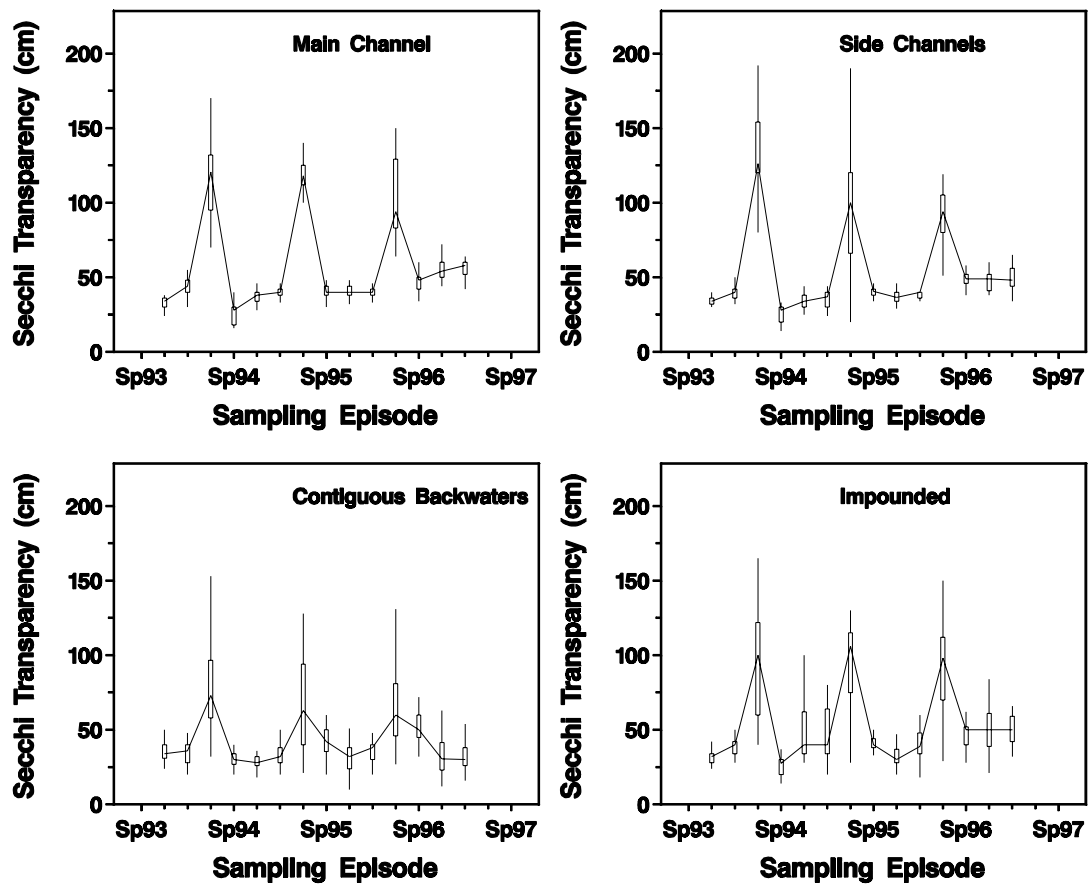 Secchi Transparency (cm)
Main Channel
200
150
100
50
0
Sp93 Sp94 Sp95 Sp96 Sp97
Sampling Episode
Secchi Transparency (cm)
Side Channels
200
150
100
50
0
Sp93 Sp94 Sp95 Sp96 Sp97
Sampling Episode
Secchi Transparency (cm)
Contiguous Backwaters
200
150
100
50
0
Sp93 Sp94 Sp95 Sp96 Sp97
Sampling Episode
Secchi Transparency (cm)
Impounded
200
150
100
50
0
Sp93 Sp94 Sp95 Sp96 Sp97
Sampling Episode